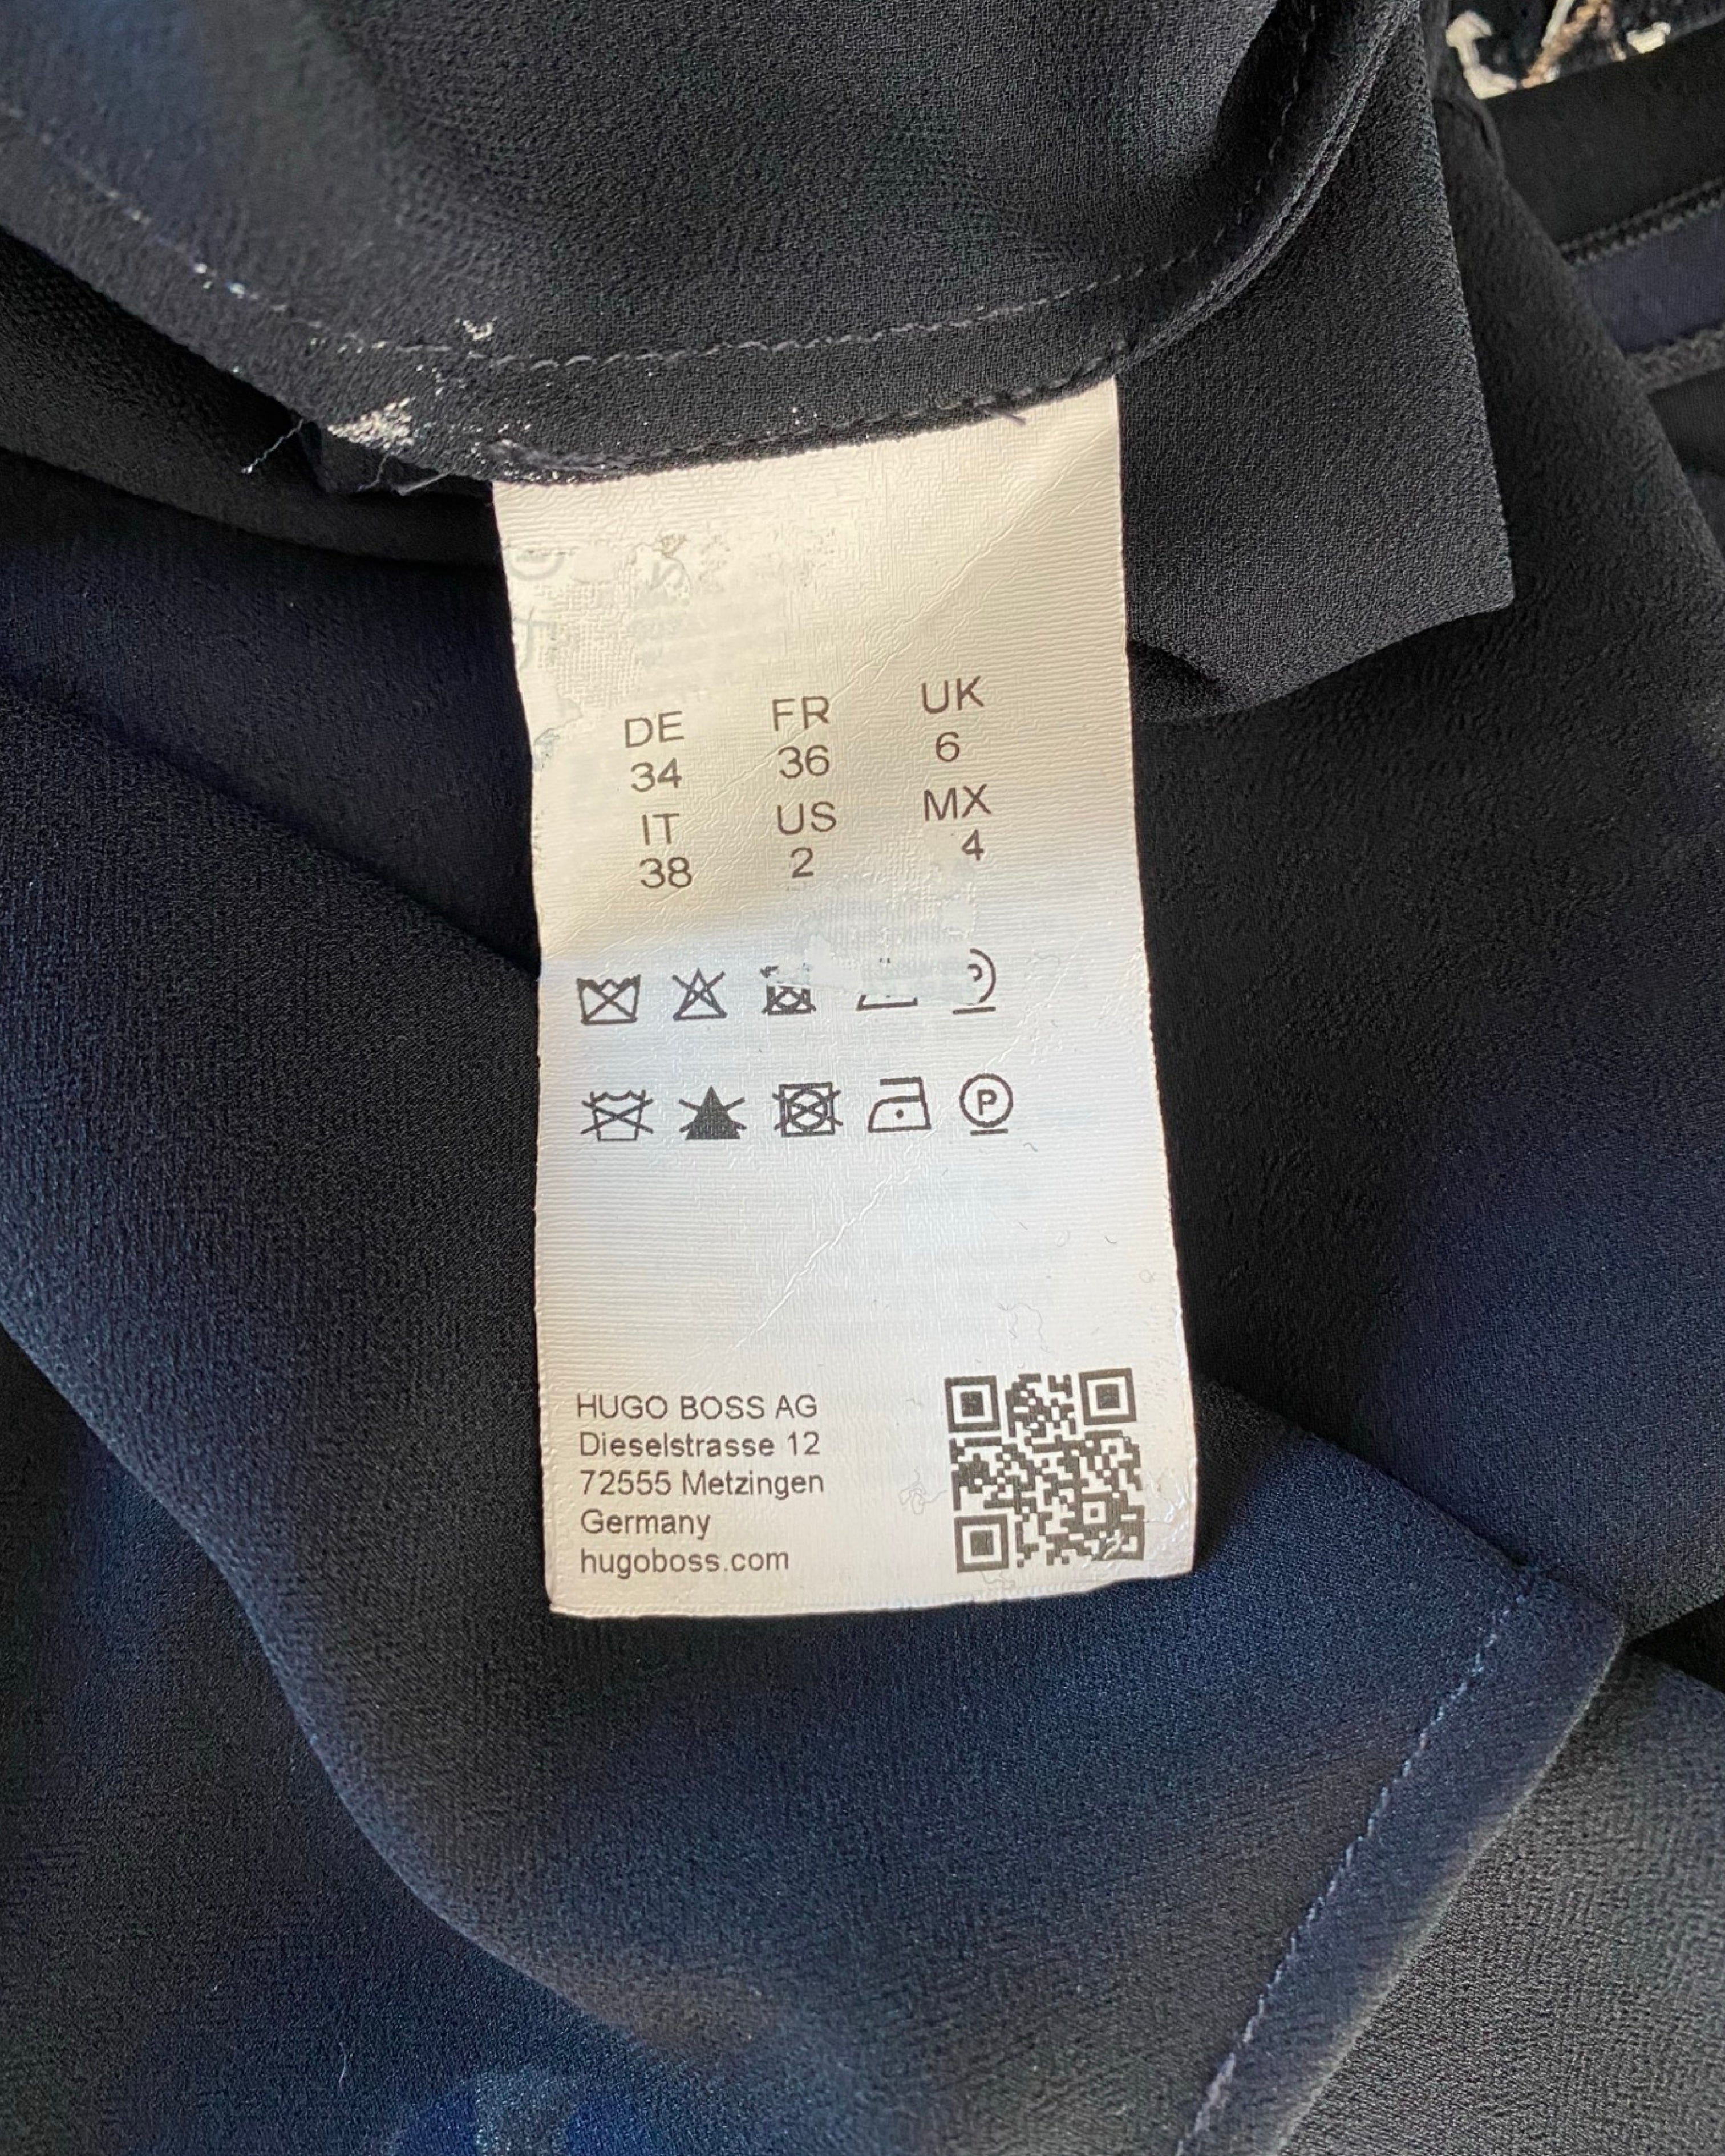 DE FR UK
34 36 6
IT US MX
38 2 4
P
HUGO BOSS AG
Dieselstrasse 12
72555 Metzingen
Germany
hugoboss.com